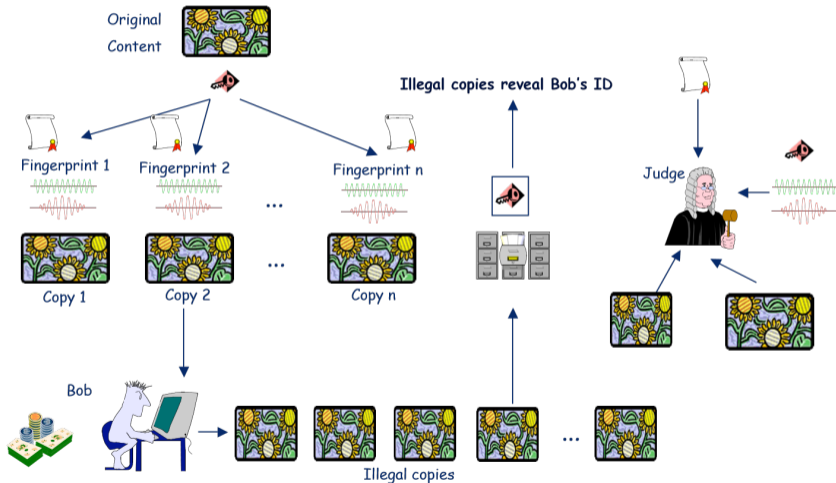 Original
Content
Illegal copies reveal Bob's ID
Fingerprint 1
Fingerprint 2
Fingerprint n
Judge
...
...
Copy 1
Copy 2
Copy n
Bob
...
Illegal copies